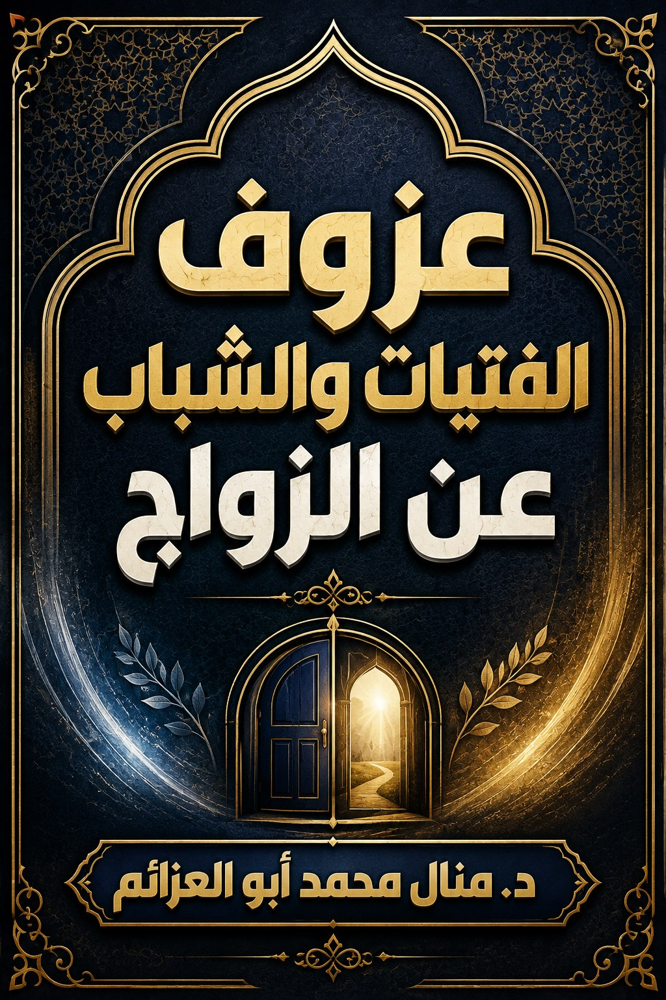 عزوف
الفتيات والشباب
عن الزواج
د. منال محمد أبو العزائم